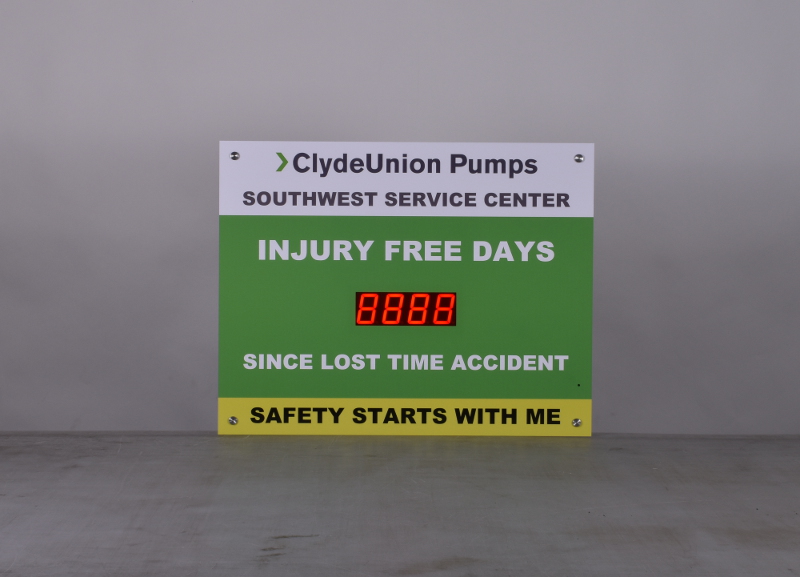 ClydeUnion Pumps
SOUTHWEST SERVICE CENTER
INJURY FREE DAYS
8888
SINCE LOST TIME ACCIDENT
SAFETY STARTS WITH ME